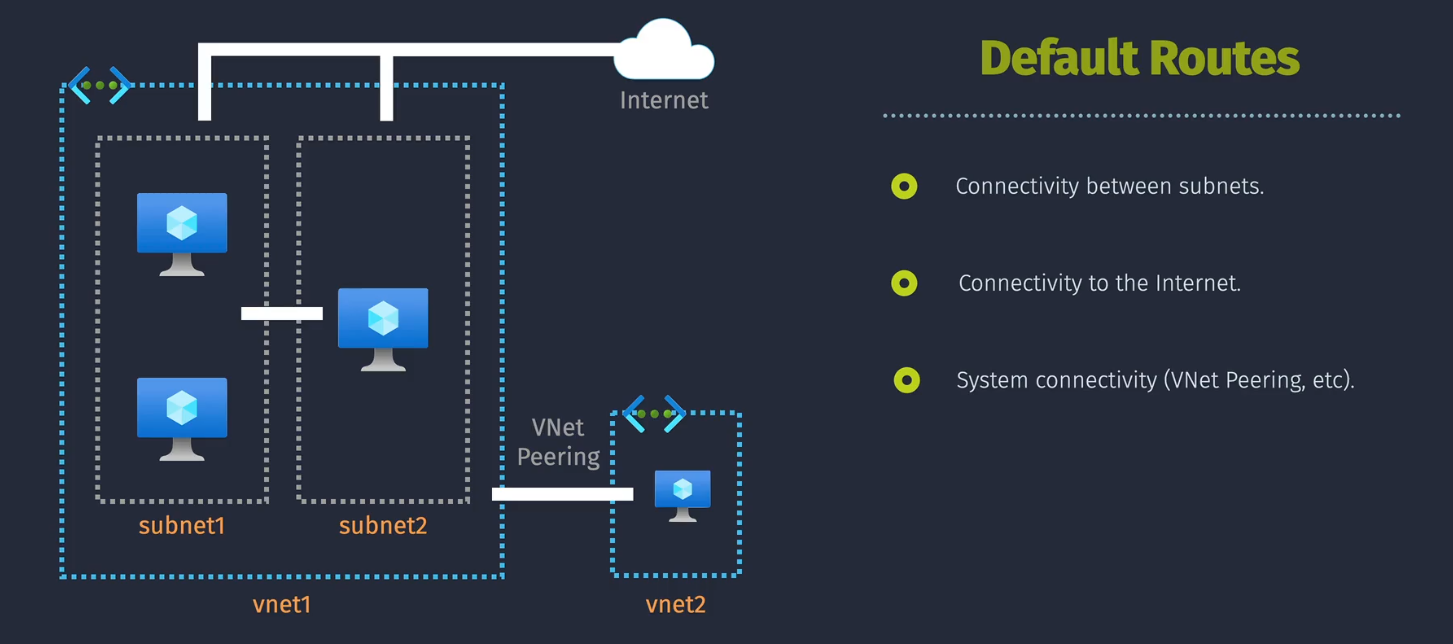 Internet
subnet1
subnet2
vnet1
VNet
Peering
vnet2
Default Routes
Connectivity between subnets.
Connectivity to the Internet.
System connectivity (VNet Peering, etc).